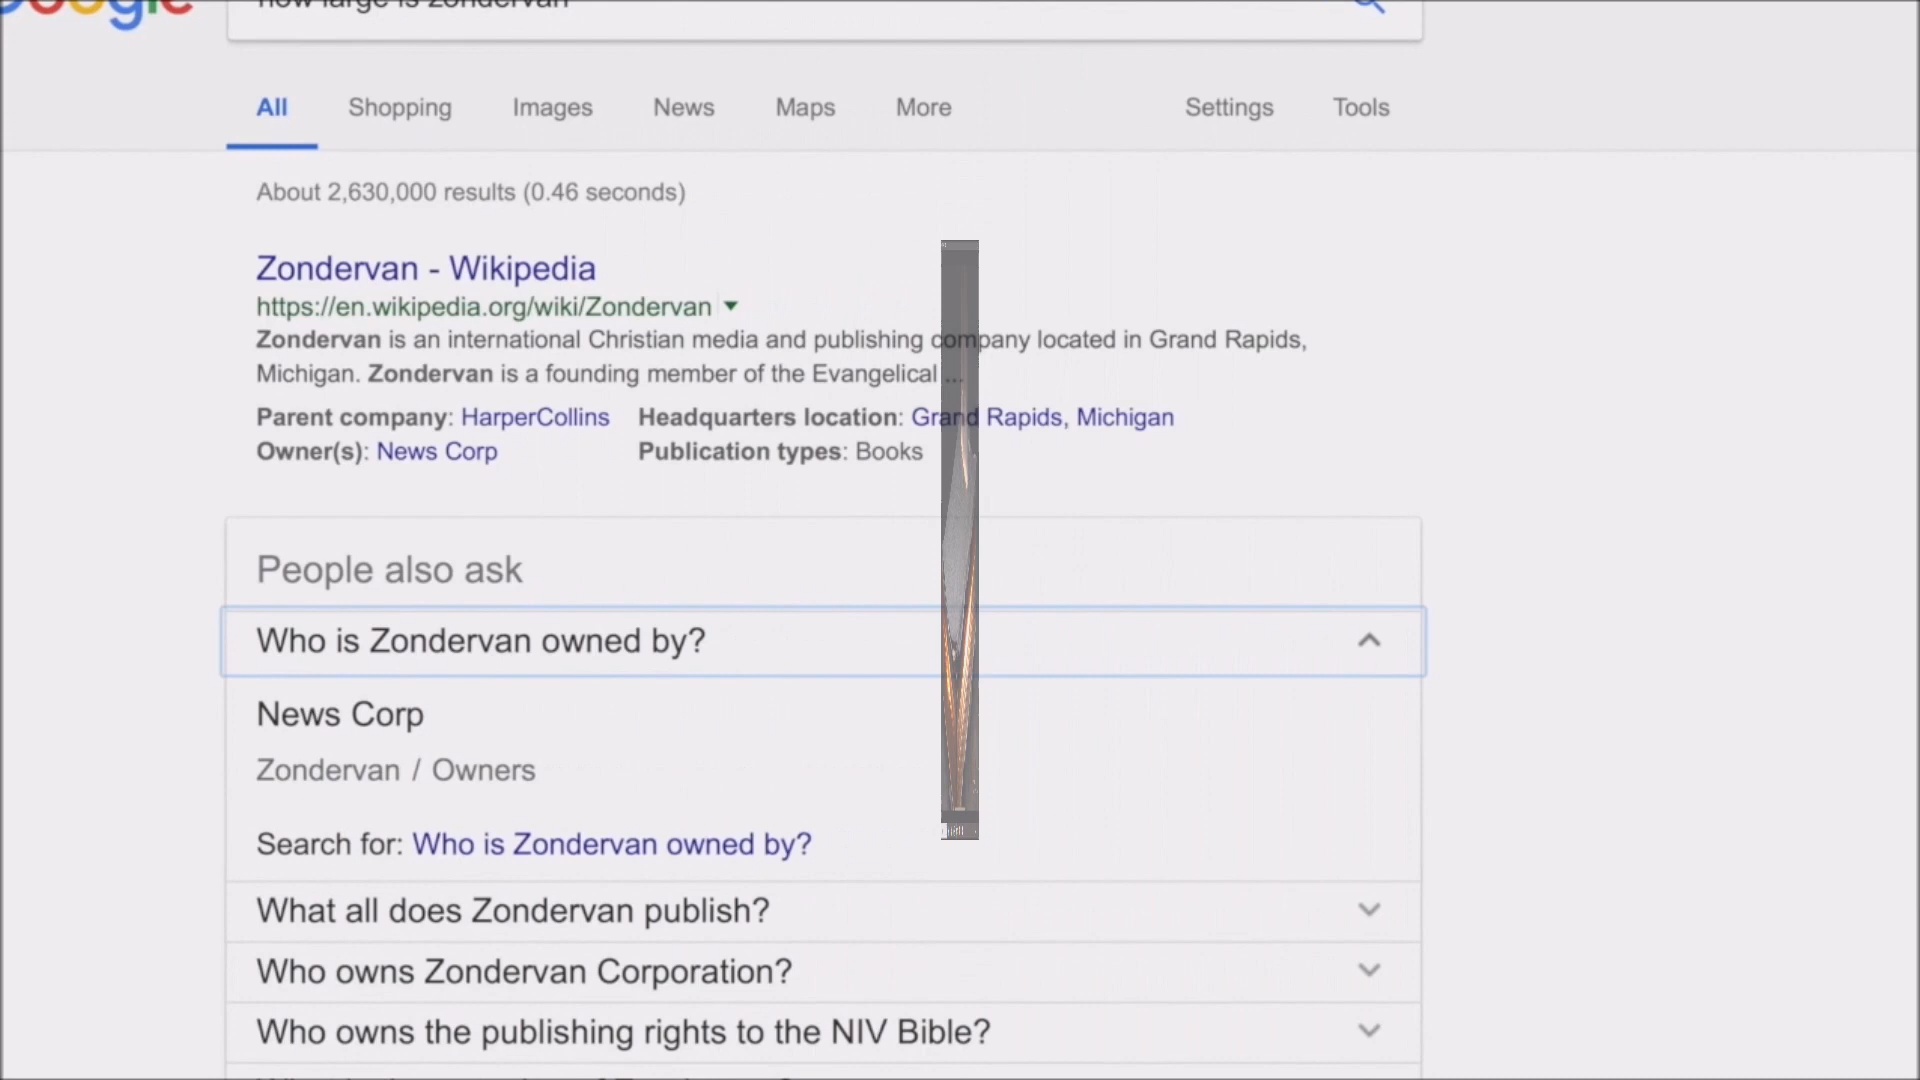 Google
how large is Zondervan
All Shopping Images News Maps More Settings Tools
About 2,630,000 results (0.46 seconds)
Zondervan - Wikipedia
https://en.wikipedia.org/wiki/Zondervan
Zondervan is an international Christian media and publishing company located in Grand Rapids,
Michigan. Zondervan is a founding member of the Evangelical ...
Parent company: HarperCollins Headquarters location: Grand Rapids, Michigan
Owner(s): News Corp Publication types: Books
People also ask
Who is Zondervan owned by?
News Corp
Zondervan / Owners
Search for: Who is Zondervan owned by?
What all does Zondervan publish?
Who owns Zondervan Corporation?
Who owns the publishing rights to the NIV Bible?